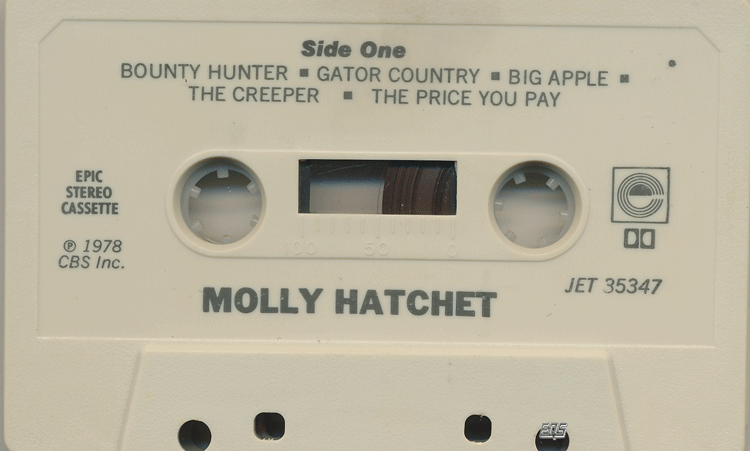 Side One
BOUNTY HUNTER ▪ GATOR COUNTRY ▪ BIG APPLE ▪
THE CREEPER ▪ THE PRICE YOU PAY
EPIC
STEREO
CASSETTE
℗ 1978
CBS Inc.
100 50 0
MOLLY HATCHET
JET 35347